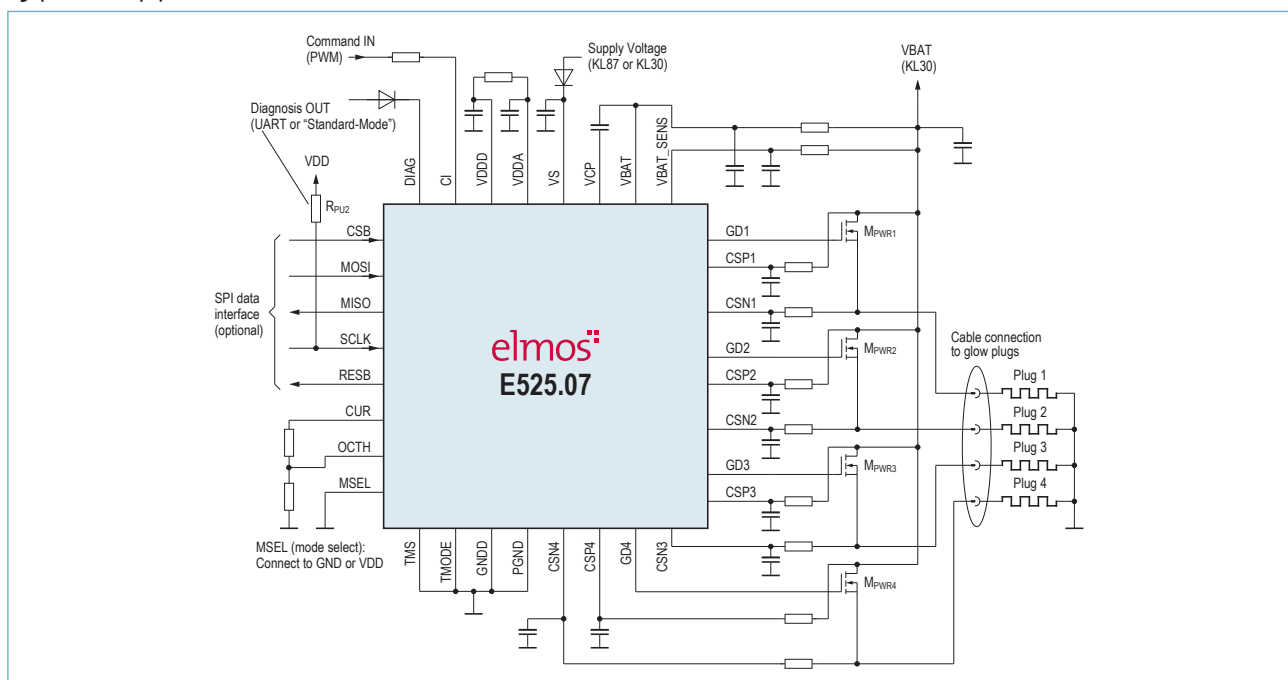 Command IN
(PWM)
Supply Voltage
(KL87 or KL30)
VBAT
(KL30)
Diagnosis OUT
(UART or “Standard-Mode”)
VDD
RPU2
DIAG
CI
VDDD
VDDA
VS
VCP
VBAT
VBAT_SENS
CSB
MOSI
MISO
SCLK
RESB
SPI data
interface
(optional)
CUR
OCTH
MSEL
MSEL (mode select):
Connect to GND or VDD
elmos
E525.07
GD1
CSP1
CSN1
GD2
CSP2
CSN2
GD3
CSP3
MPWR1
MPWR2
MPWR3
MPWR4
Cable connection
to glow plugs
Plug 1
Plug 2
Plug 3
Plug 4
TMS
TMODE
GNDD
PGND
CSN4
CSP4
GD4
CSN3